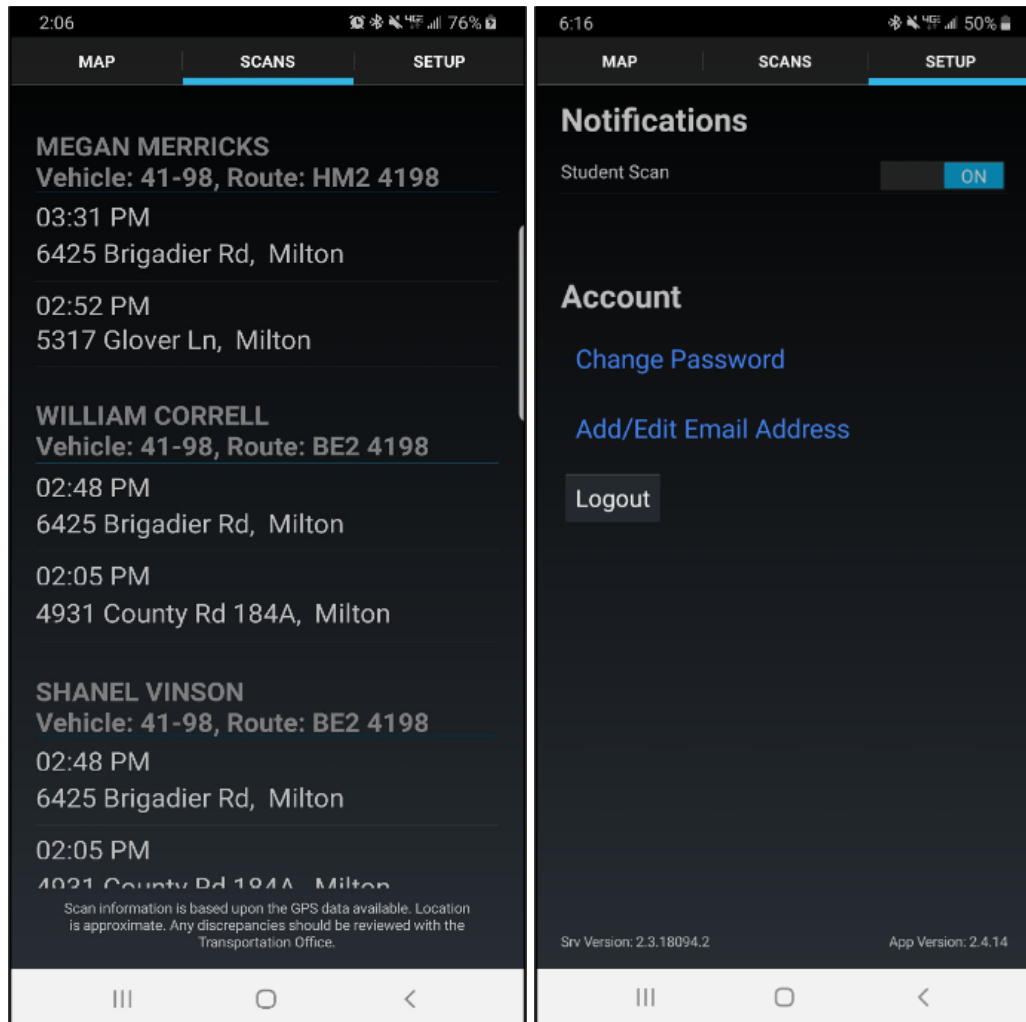 2:06
76%
MAP SCANS SETUP
MEGAN MERRICKS
Vehicle: 41-98, Route: HM2 4198
03:31 PM
6425 Brigadier Rd, Milton
02:52 PM
5317 Glover Ln, Milton
WILLIAM CORRELL
Vehicle: 41-98, Route: BE2 4198
02:48 PM
6425 Brigadier Rd, Milton
02:05 PM
4931 County Rd 184A, Milton
SHANEL VINSON
Vehicle: 41-98, Route: BE2 4198
02:48 PM
6425 Brigadier Rd, Milton
02:05 PM
4931 County Rd 184A, Milton
Scan information is based upon the GPS data available. Location
is approximate. Any discrepancies should be reviewed with the
Transportation Office.
6:16
50%
MAP SCANS SETUP
Notifications
Student Scan ON
Account
Change Password
Add/Edit Email Address
Logout
Srv Version: 2.3.18094.2 App Version: 2.4.14